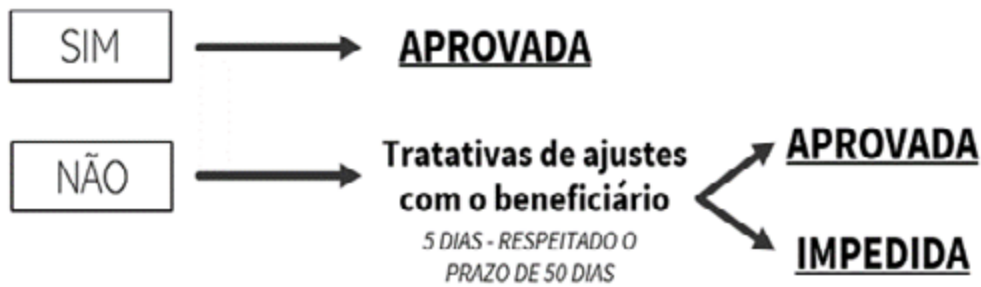 SIM
APROVADA
NÃO
Tratativas de ajustes
com o beneficiário
5 DIAS - RESPEITADO O
PRAZO DE 50 DIAS
APROVADA
IMPEDIDA